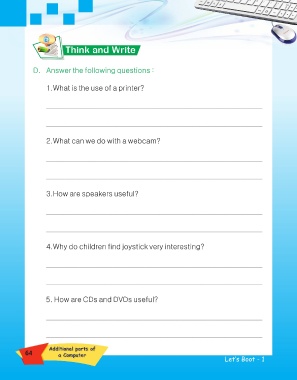 Think and Write
D. Answer the following questions :
1.What is the use of a printer?
2.What can we do with a webcam?
3.How are speakers useful?
4.Why do children find joystick very interesting?
5. How are CDs and DVDs useful?
64
Additional parts of
a Computer
Let's Boot - 1